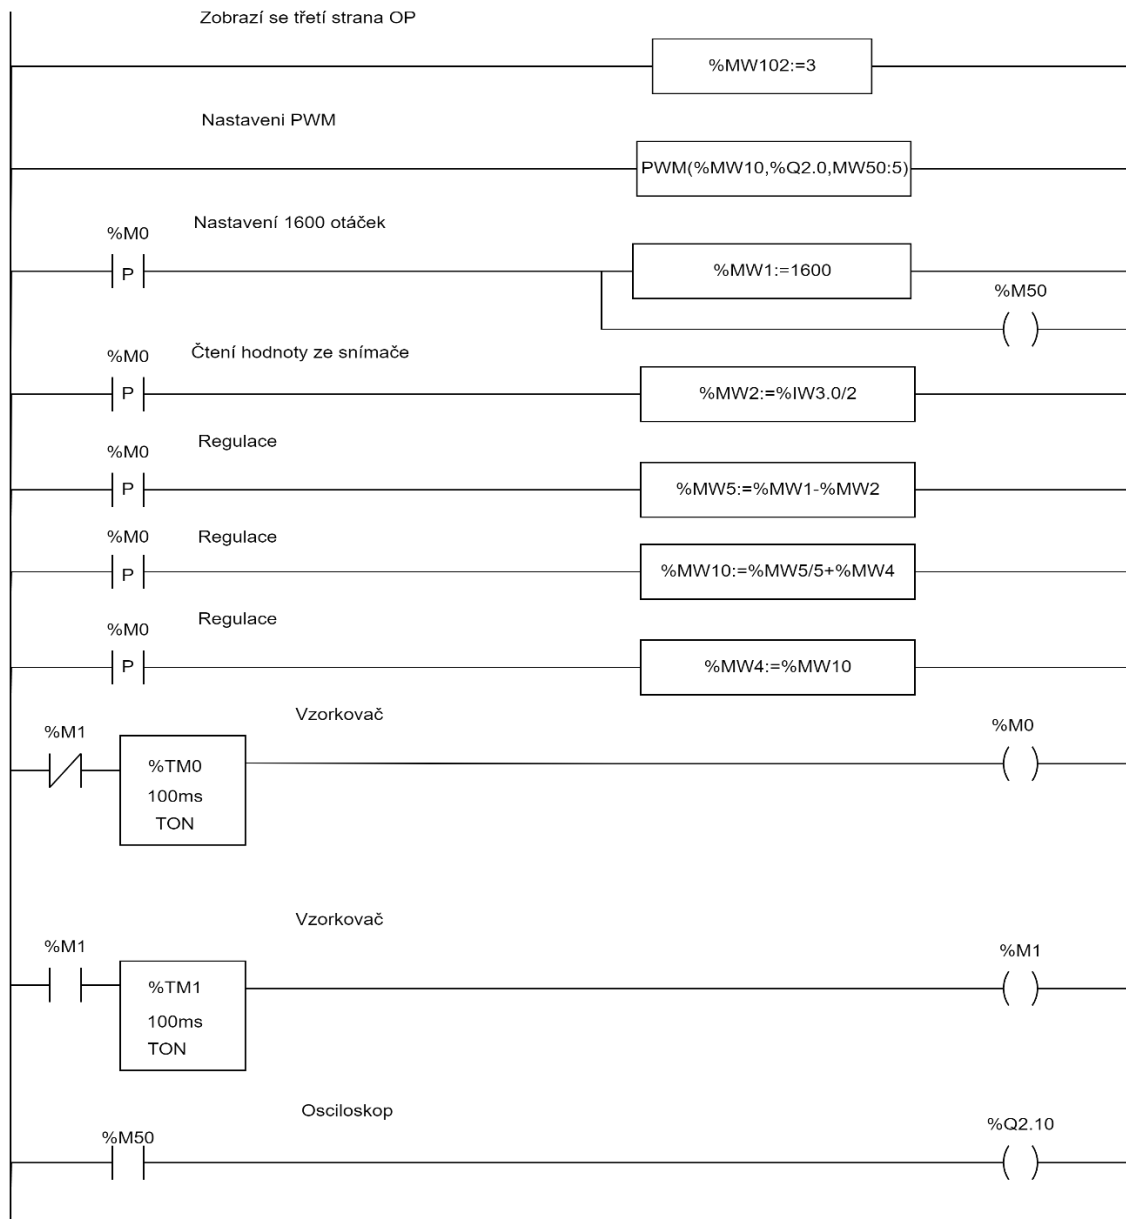 Zobrazí se třetí strana OP
%MW102:=3
Nastaveni PWM
PWM(%MW10,%Q2.0,MW50:5)
Nastavení 1600 otáček
%M0
P
%MW1:=1600
%M50
( )
Čtení hodnoty ze snímače
%M0
P
%MW2:=%IW3.0/2
Regulace
%M0
P
%MW5:=%MW1-%MW2
Regulace
%M0
P
%MW10:=%MW5/5+%MW4
Regulace
%M0
P
%MW4:=%MW10
Vzorkovač
%M1
%TM0
100ms
TON
%M0
( )
Vzorkovač
%M1
%TM1
100ms
TON
%M1
( )
Osciloskop
%M50
%Q2.10
( )